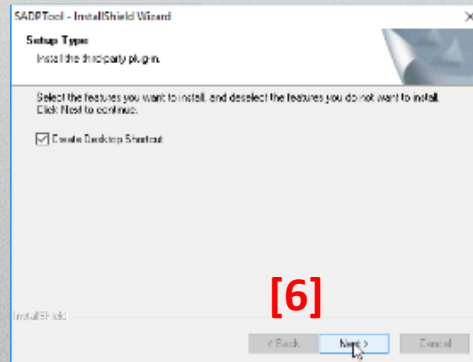 SADPTool - InstallShield Wizard
Setup Type
Install the third-party plug-in.
Select the features you want to install, and deselect the features you do not want to install.
Click Next to continue.
Create Desktop Shortcut
[6]
InstallShield
< Back
Next >
Cancel